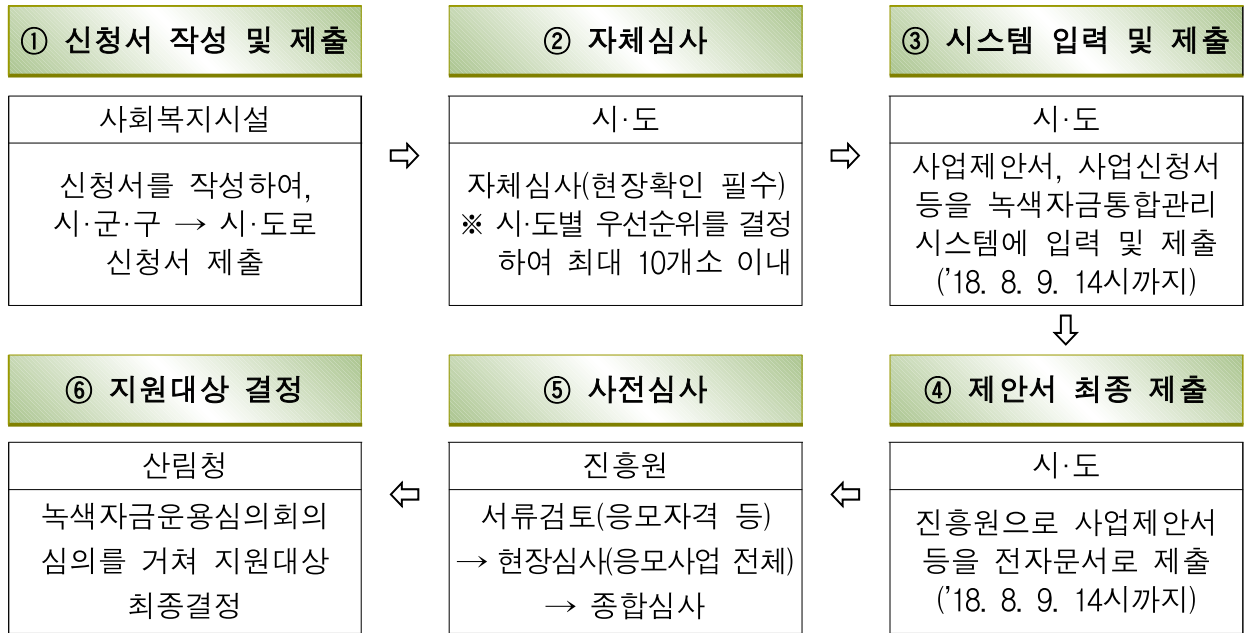 ① 신청서 작성 및 제출
사회복지시설
신청서를 작성하여,
시·군·구 → 시·도로
신청서 제출
⇨
② 자체심사
시·도
자체심사(현장확인 필수)
※ 시·도별 우선순위를 결정
하여 최대 10개소 이내
⇨
③ 시스템 입력 및 제출
시·도
사업제안서, 사업신청서
등을 녹색자금통합관리
시스템에 입력 및 제출
('18. 8. 9. 14시까지)
⇩
④ 제안서 최종 제출
시·도
진흥원으로 사업제안서
등을 전자문서로 제출
('18. 8. 9. 14시까지)
⇦
⑤ 사전심사
진흥원
서류검토(응모자격 등)
→ 현장심사(응모사업 전체)
→ 종합심사
⇦
⑥ 지원대상 결정
산림청
녹색자금운용심의회의
심의를 거쳐 지원대상
최종결정